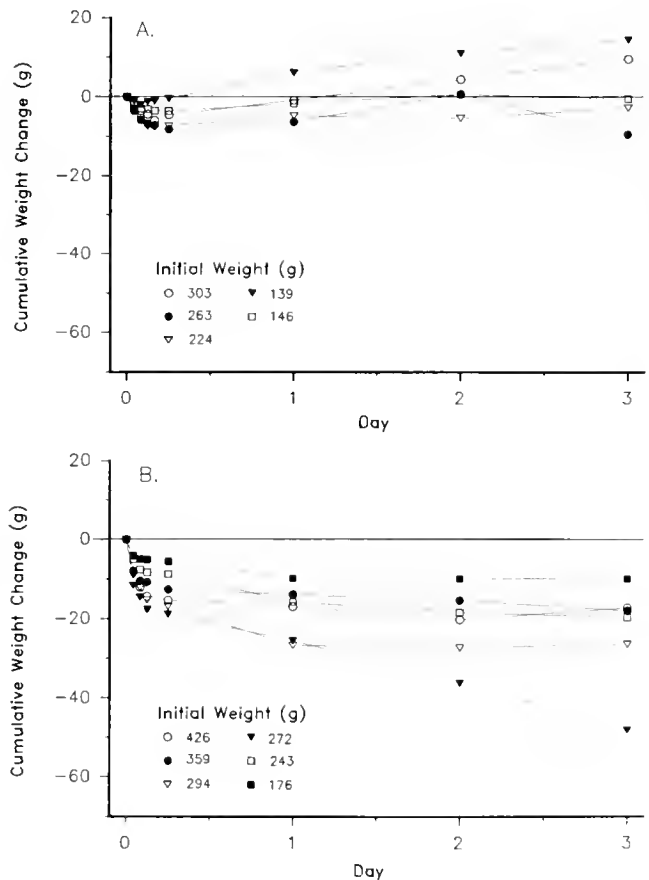 20
A.
0
−20
−40
−60
Cumulative Weight Change (g)
Initial Weight (g)
303 139
263 146
224
0 1 2 3
Day
20
B.
0
−20
−40
−60
Cumulative Weight Change (g)
Initial Weight (g)
426 272
359 243
294 176
0 1 2 3
Day